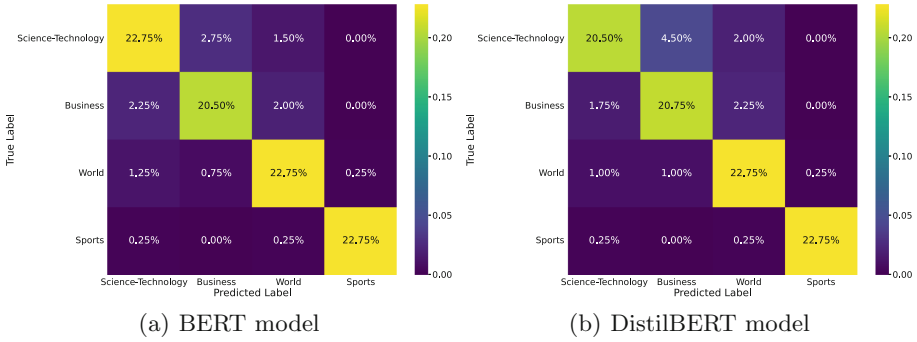 Science-Technology 22.75% 2.75% 1.50% 0.00%
Business 2.25% 20.50% 2.00% 0.00%
World 1.25% 0.75% 22.75% 0.25%
Sports 0.25% 0.00% 0.25% 22.75%
True Label
Science-Technology Business World Sports
Predicted Label
0,20
0.15
0.10
0.05
0.00
(a) BERT model
Science-Technology 20.50% 4.50% 2.00% 0.00%
Business 1.75% 20.75% 2.25% 0.00%
World 1.00% 1.00% 22.75% 0.25%
Sports 0.25% 0.00% 0.25% 22.75%
True Label
Science-Technology Business World Sports
Predicted Label
0,20
0.15
0.10
0.05
0.00
(b) DistilBERT model